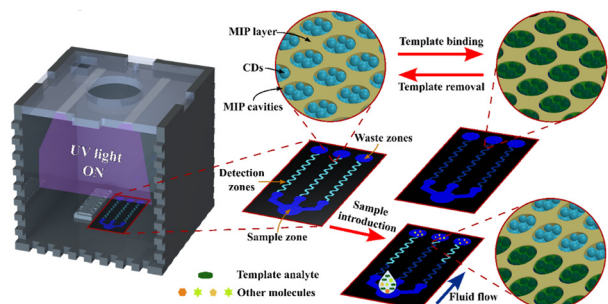 MIP layer
CDs
MIP cavities
Template binding
Template removal
UV light
ON
Waste zones
Detection
zones
Sample zone
Sample
introduction
Fluid flow
Template analyte
Other molecules